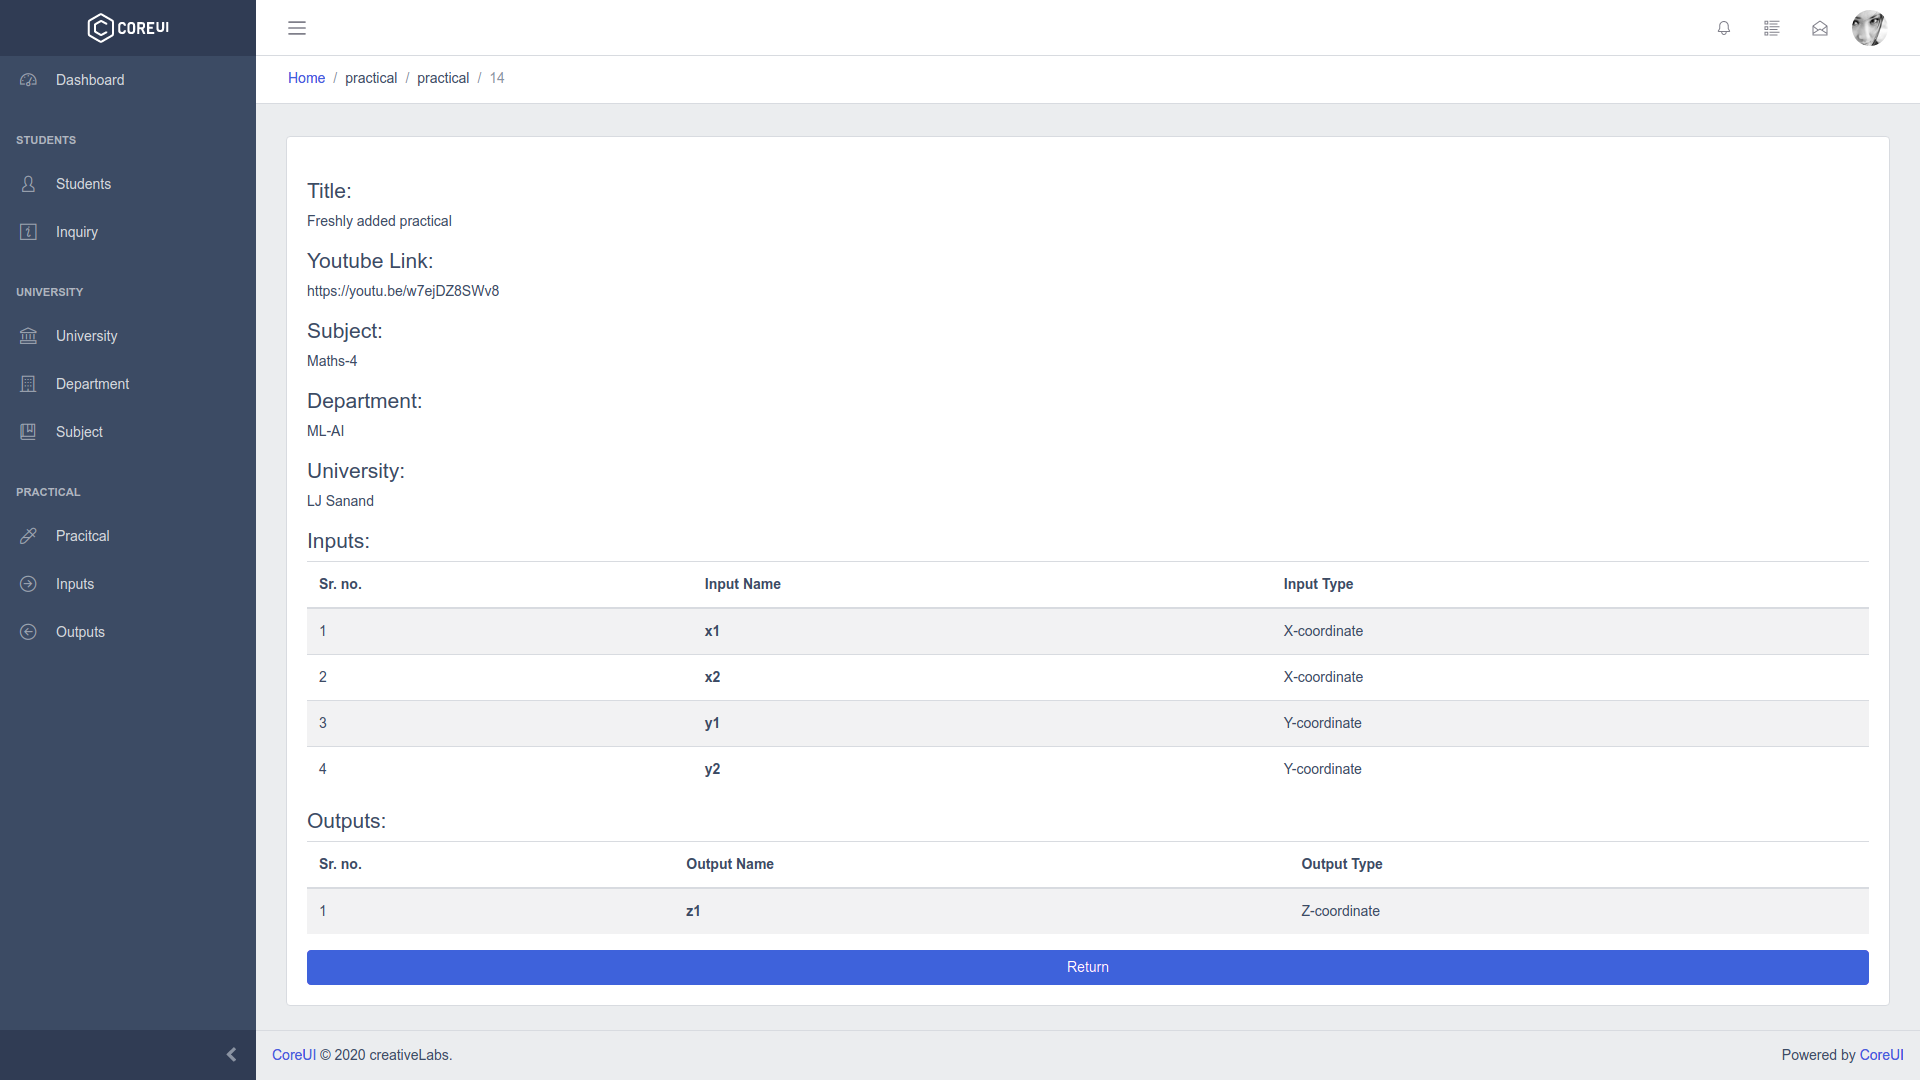 COREUI
Dashboard
STUDENTS
Students
Inquiry
UNIVERSITY
University
Department
Subject
PRACTICAL
Pracitcal
Inputs
Outputs
Home / practical / practical / 14
Title:
Freshly added practical
Youtube Link:
https://youtu.be/w7ejDZ8SWv8
Subject:
Maths-4
Department:
ML-AI
University:
LJ Sanand
Inputs:
Sr. no. Input Name Input Type
1 x1 X-coordinate
2 x2 X-coordinate
3 y1 Y-coordinate
4 y2 Y-coordinate
Outputs:
Sr. no. Output Name Output Type
1 z1 Z-coordinate
Return
CoreUI © 2020 creativeLabs.
Powered by CoreUI